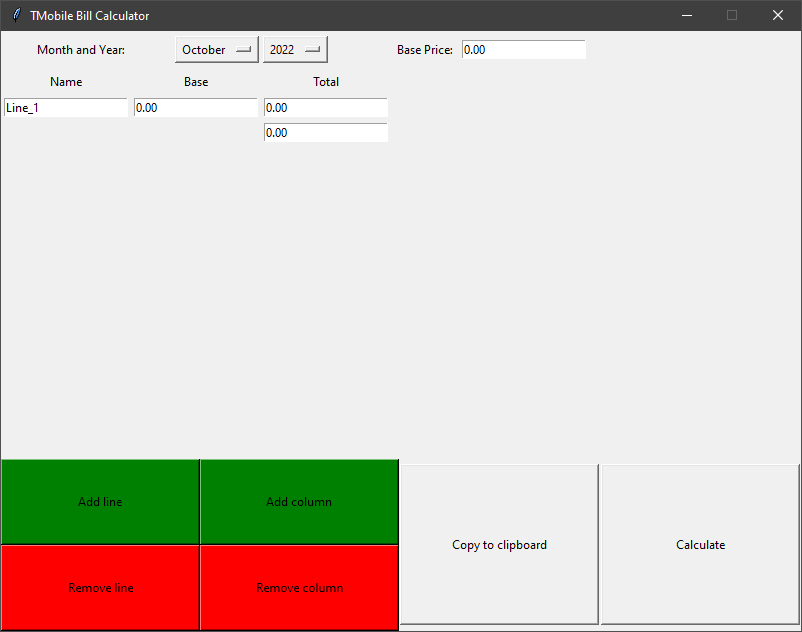 TMobile Bill Calculator
Month and Year: October 2022 Base Price: 0.00
Name Base Total
Line_1 0.00 0.00
0.00
Add line Add column
Copy to clipboard Calculate
Remove line Remove column